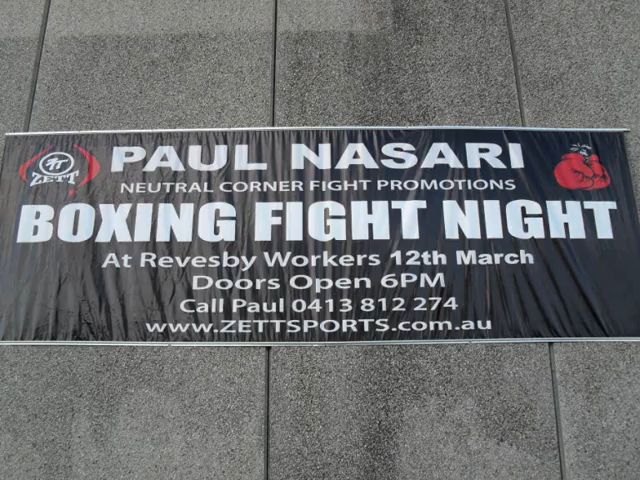 ZETT
PAUL NASARI
NEUTRAL CORNER FIGHT PROMOTIONS
BOXING FIGHT NIGHT
At Revesby Workers 12th March
Doors Open 6PM
Call Paul 0413 812 274
www.ZETTSPORTS.com.au